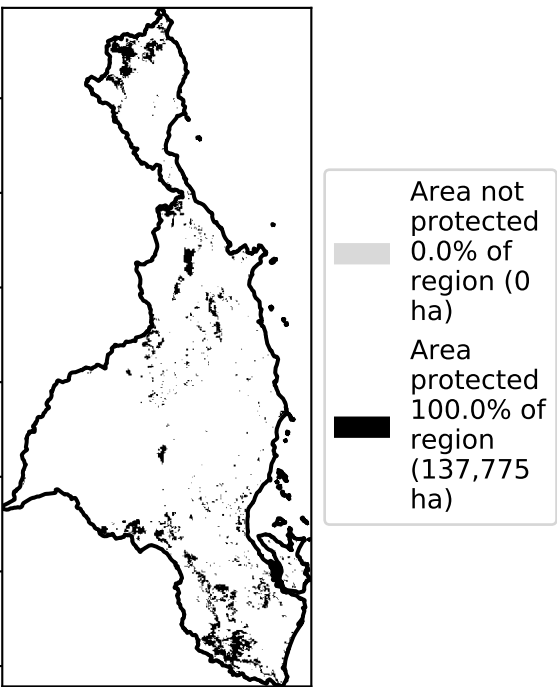 Area not
protected
0.0% of
region (0
ha)
Area
protected
100.0% of
region
(137,775
ha)